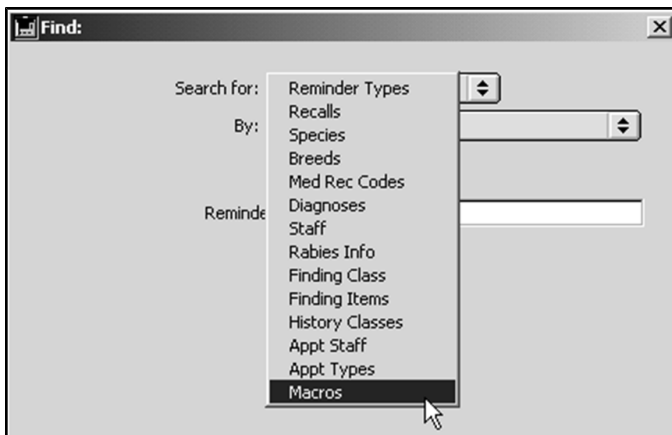 Find:
Search for:
By:
Reminde
Reminder Types
Recalls
Species
Breeds
Med Rec Codes
Diagnoses
Staff
Rabies Info
Finding Class
Finding Items
History Classes
Appt Staff
Appt Types
Macros